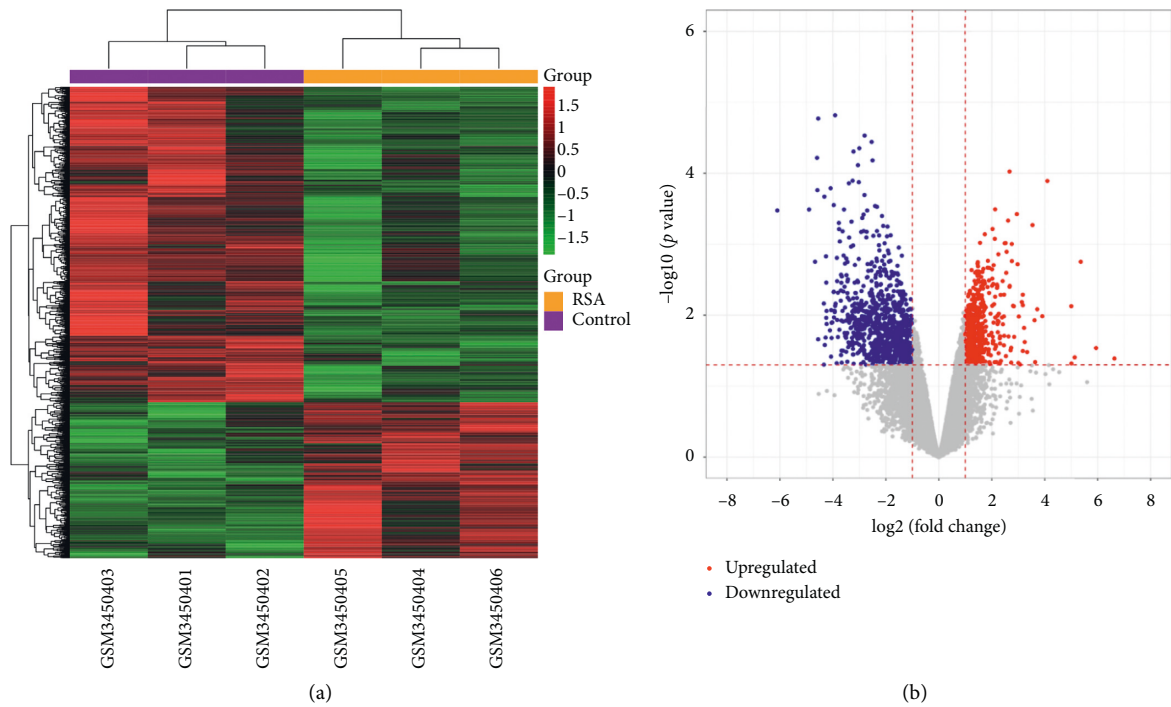 Group
1.5
1
0.5
0
−0.5
−1
−1.5
Group
RSA
Control
GSM3450403
GSM3450401
GSM3450402
GSM3450405
GSM3450404
GSM3450406
(a)
6
4
2
0
−log10 (p value)
−8
−6
−4
−2
0
2
4
6
8
log2 (fold change)
Upregulated
Downregulated
(b)